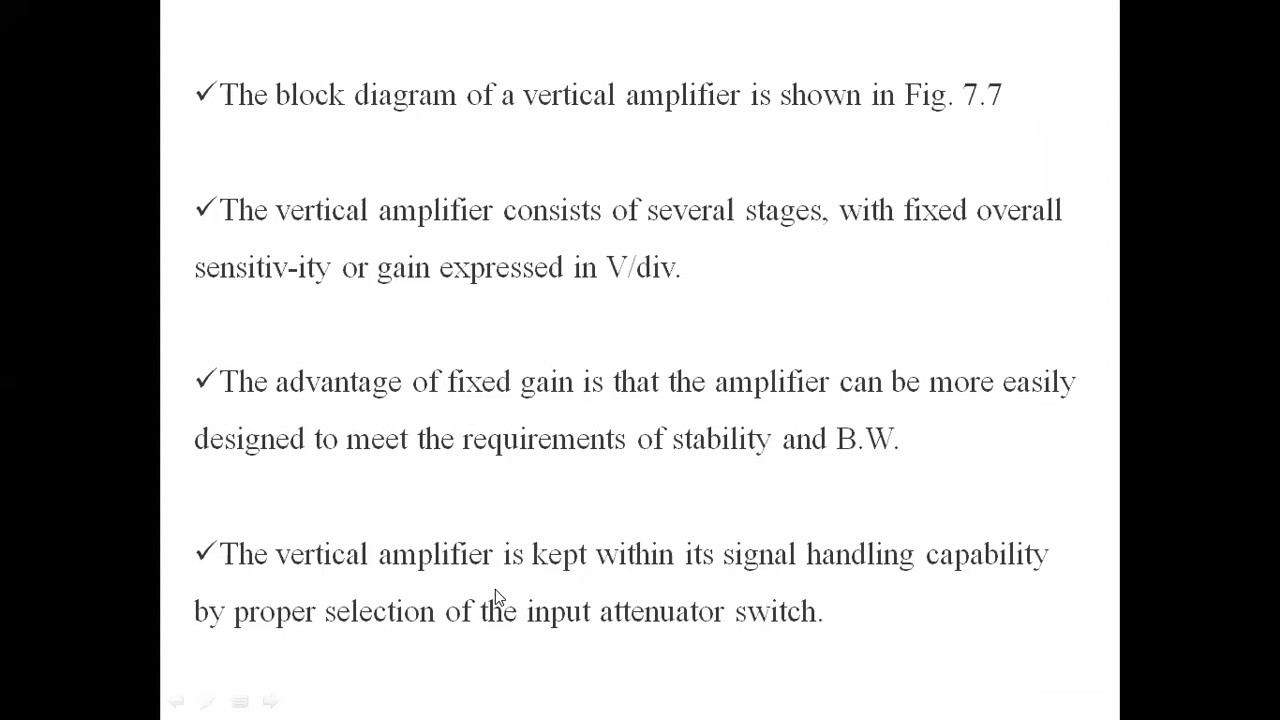 ✓The block diagram of a vertical amplifier is shown in Fig. 7.7
✓The vertical amplifier consists of several stages, with fixed overall
sensitiv-ity or gain expressed in V/div.
✓The advantage of fixed gain is that the amplifier can be more easily
designed to meet the requirements of stability and B.W.
✓The vertical amplifier is kept within its signal handling capability
by proper selection of the input attenuator switch.